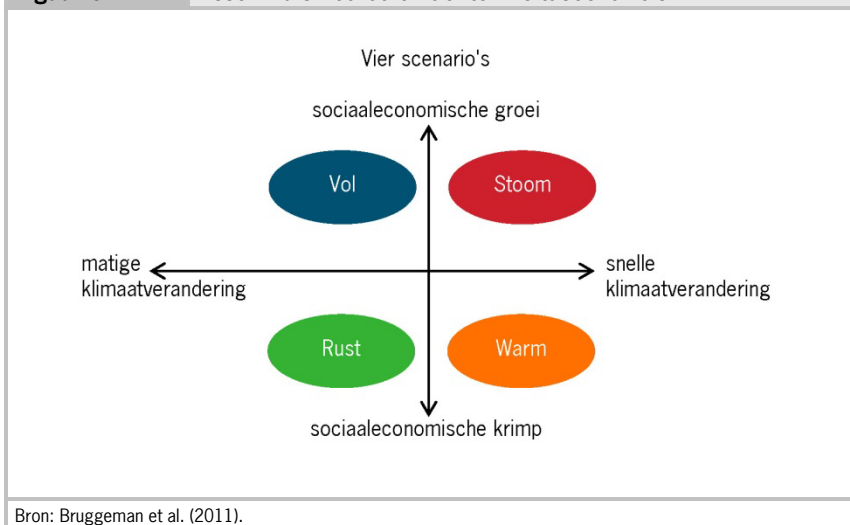 Vier scenario's
sociaaleconomische groei
Vol
Stoom
matige
klimaatverandering
snelle
klimaatverandering
Rust
Warm
sociaaleconomische krimp
Bron: Bruggeman et al. (2011).